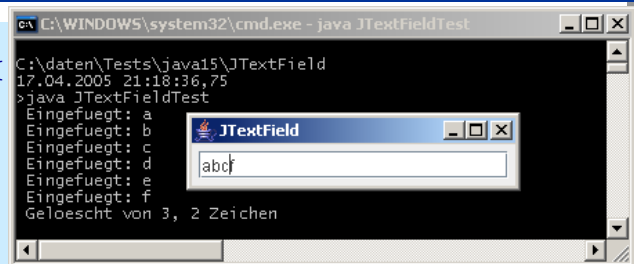 C:\WINDOWS\system32\cmd.exe - java JTextFieldTest
C:\daten\Tests\java15\JTextField
17.04.2005 21:18:36,75
>java JTextFieldTest
Eingefuegt: a
Eingefuegt: b
Eingefuegt: c
Eingefuegt: d
Eingefuegt: e
Eingefuegt: f
Geloescht von 3, 2 Zeichen
JTextField
abcf